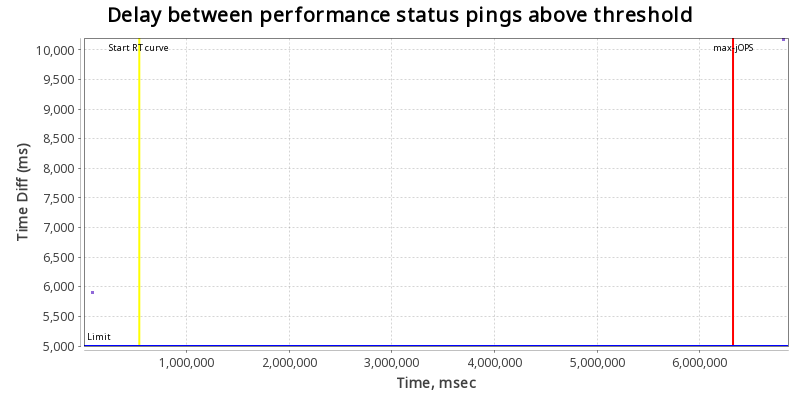 Delay between performance status pings above threshold
Time Diff (ms)
10,000
9,500
9,000
8,500
8,000
7,500
7,000
6,500
6,000
5,500
5,000
Start RT curve
max-jOPS
Limit
1,000,000
2,000,000
3,000,000
4,000,000
5,000,000
6,000,000
Time, msec